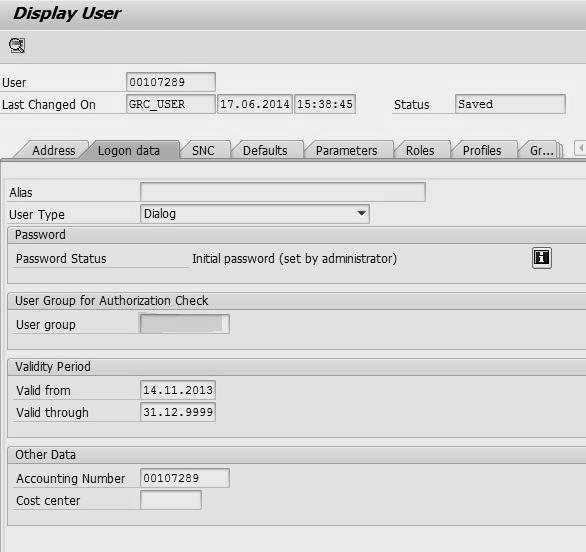 Display User
User 00107289
Last Changed On GRC_USER 17.06.2014 15:38:45 Status Saved
Address Logon data SNC Defaults Parameters Roles Profiles Gr...
Alias
User Type Dialog
Password
Password Status Initial password (set by administrator)
User Group for Authorization Check
User group
Validity Period
Valid from 14.11.2013
Valid through 31.12.9999
Other Data
Accounting Number 00107289
Cost center